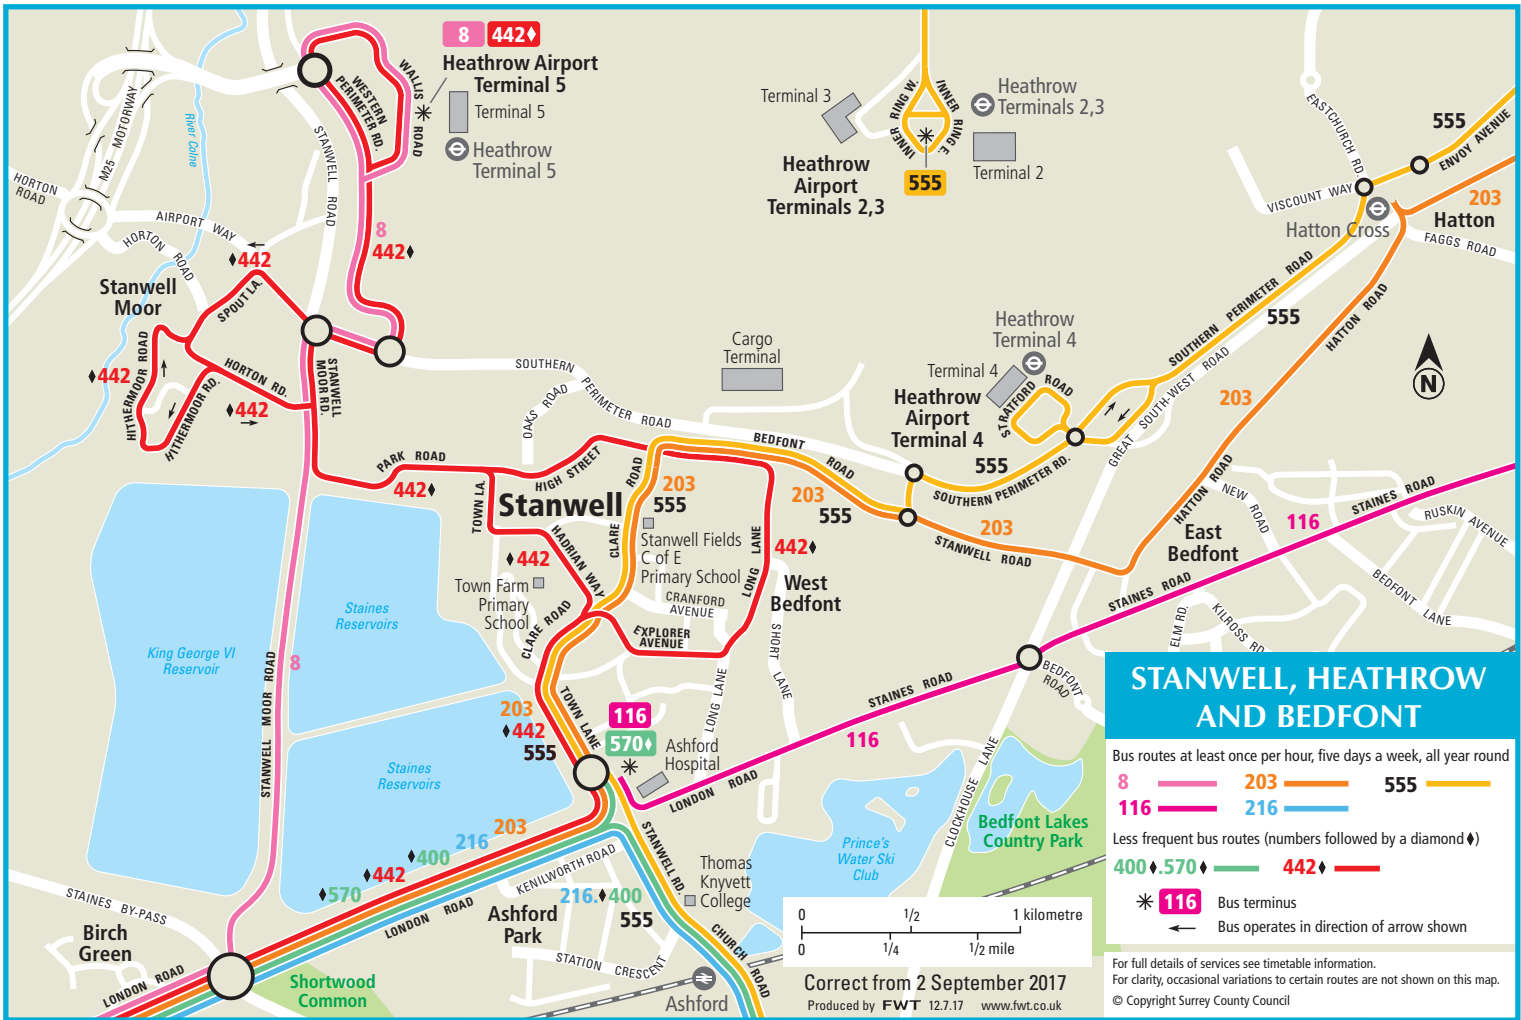 8 442♦
Heathrow Airport
Terminal 5
Terminal 5
Heathrow
Terminal 5
WALLIS ROAD
WESTERN
PERIMETER RD.
M25 MOTORWAY
River Colne
STANWELL ROAD
HORTON
ROAD
AIRPORT WAY
HORTON ROAD
8
442♦
♦442
Stanwell
Moor
SPOUT LA.
HITHERMOOR ROAD
♦442
HITHERMOOR RD.
HORTON RD.
♦442
STANWELL
MOOR RD.
Terminal 3
INNER RING W.
INNER RING E.
Heathrow
Terminals 2,3
Heathrow
Airport
Terminals 2,3
555
Terminal 2
EASTCHURCH RD.
555
ENVOY AVENUE
VISCOUNT WAY
Hatton Cross
203
Hatton
FAGGS ROAD
SOUTHERN PERIMETER ROAD
555
HATTON ROAD
GREAT SOUTH-WEST ROAD
203
N
Heathrow
Terminal 4
Terminal 4
STRATFORD ROAD
Heathrow
Airport
Terminal 4
Cargo
Terminal
SOUTHERN PERIMETER ROAD
OAKS ROAD
BEDFONT ROAD
555
SOUTHERN PERIMETER RD.
PARK ROAD
442♦
HIGH STREET
TOWN LA.
Stanwell
CLARE ROAD
203
555
203
555
203
STANWELL ROAD
HATTON ROAD
NEW ROAD
East
Bedfont
116
STAINES ROAD
RUSKIN AVENUE
BEDFONT LANE
STAINES ROAD
ELM RD.
KILROSS RD.
HADRIAN WAY
♦442
Stanwell Fields
C of E
Primary School
Town Farm
Primary
School
CRANFORD
AVENUE
LONG LANE
442♦
West
Bedfont
SHORT LANE
EXPLORER
AVENUE
CLARE ROAD
LONG LANE
STAINES ROAD
BEDFONT
ROAD
116
King George VI
Reservoir
Staines
Reservoirs
STANWELL MOOR ROAD
8
Staines
Reservoirs
203
♦442
555
TOWN LANE
116
570♦
Ashford
Hospital
LONDON ROAD
CLOCKHOUSE LANE
Bedfont Lakes
Country Park
Prince's
Water Ski
Club
203
216
♦400
♦442
♦570
LONDON ROAD
KENILWORTH ROAD
216.♦400
555
STANWELL RD.
Thomas
Knyvett
College
Ashford
Park
STATION CRESCENT
CHURCH ROAD
Ashford
STAINES BY-PASS
Birch
Green
LONDON ROAD
Shortwood
Common
0 1/2 1 kilometre
0 1/4 1/2 mile
Correct from 2 September 2017
Produced by FWT 12.7.17 www.fwt.co.uk
STANWELL, HEATHROW
AND BEDFONT
Bus routes at least once per hour, five days a week, all year round
8 203 555
116 216
Less frequent bus routes (numbers followed by a diamond ♦)
400♦.570♦ 442♦
116 Bus terminus
Bus operates in direction of arrow shown
For full details of services see timetable information.
For clarity, occasional variations to certain routes are not shown on this map.
© Copyright Surrey County Council